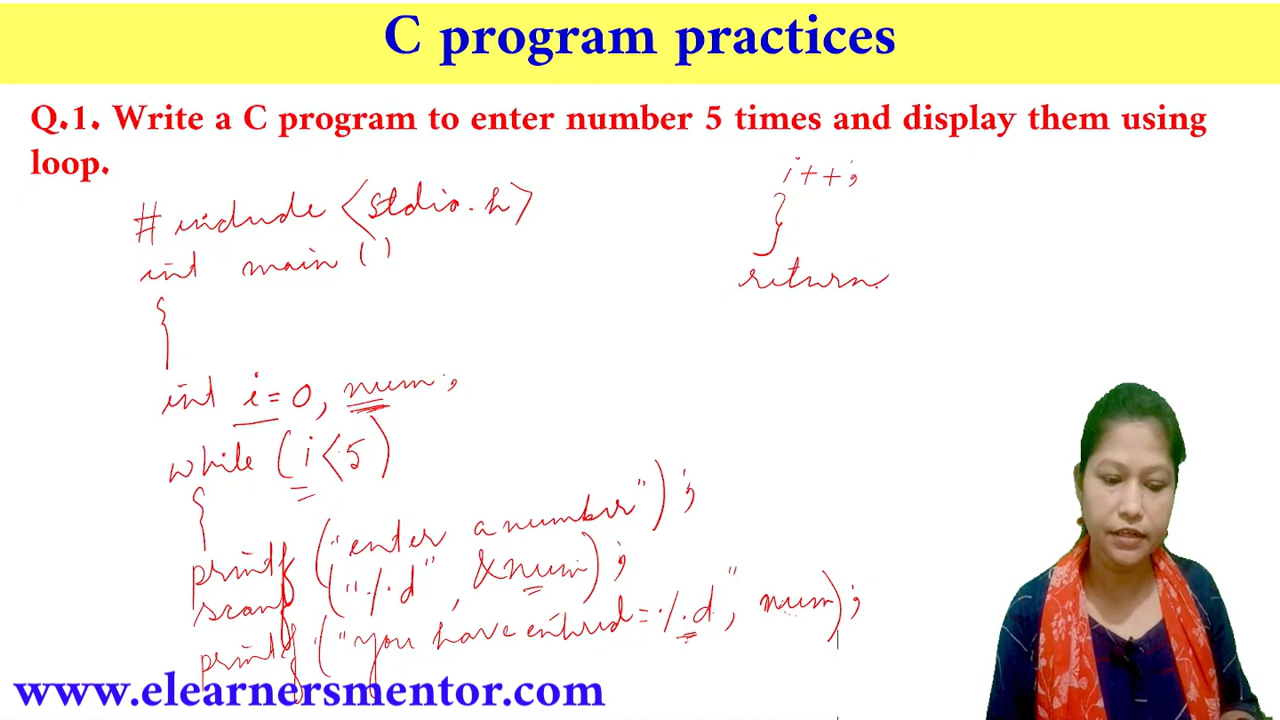 C program practices
Q.1. Write a C program to enter number 5 times and display them using
loop.
# include <stdio.h>
int main ()
{
int i = 0, num;
while (i < 5)
{
printf ("enter a number");
scanf ("%d", &num);
printf ("you have entered = %d", num);
i++;
}
return
www.elearnersmentor.com